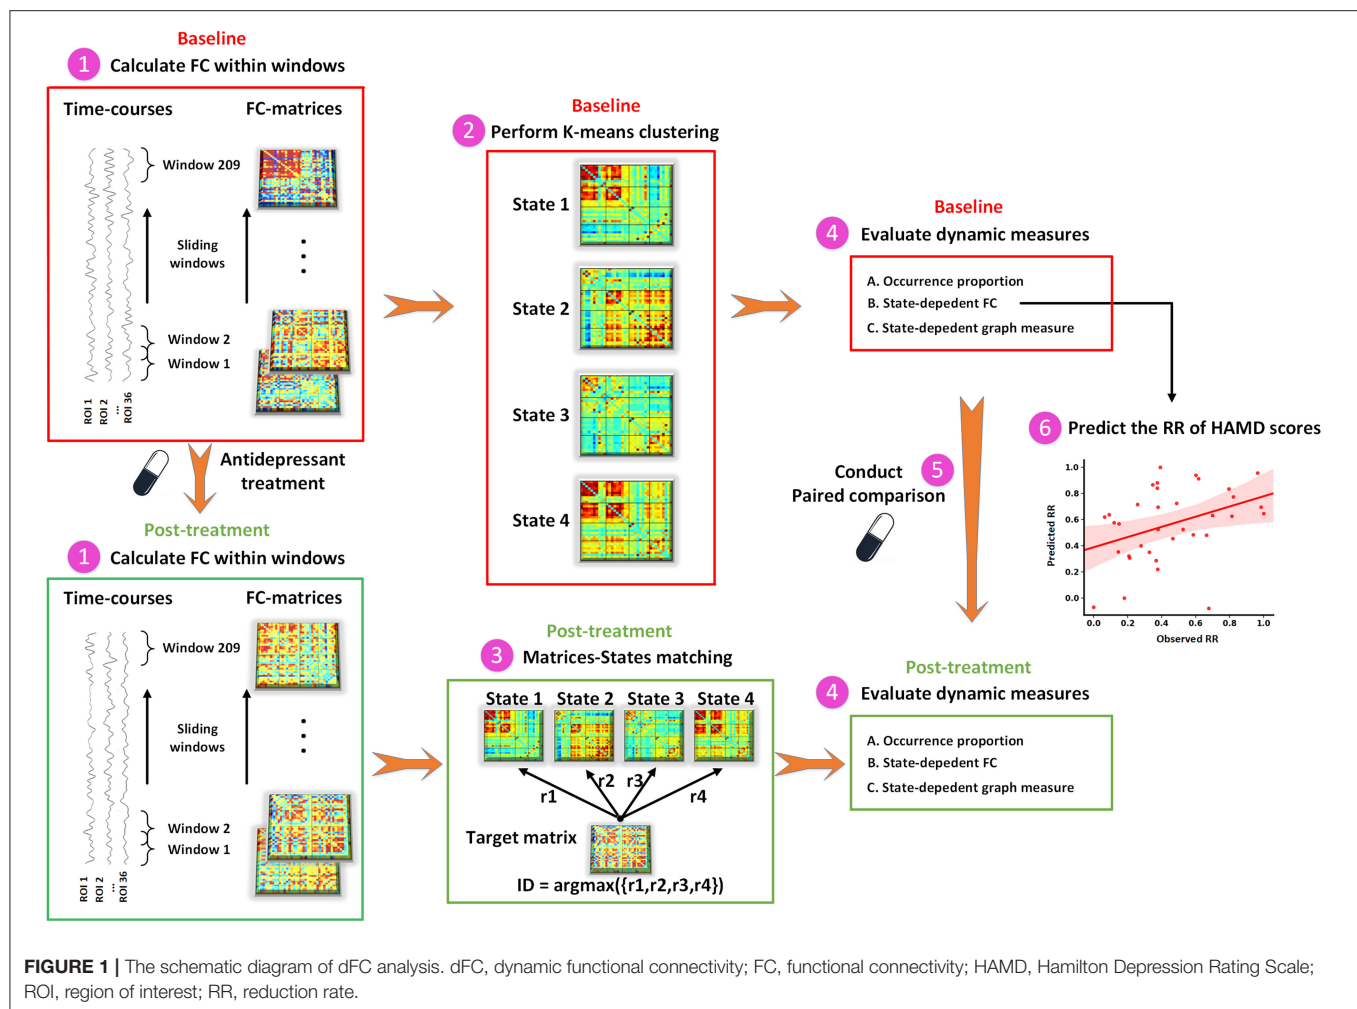 Baseline
1 Calculate FC within windows
Time-courses FC-matrices
Window 209
Sliding
windows
Window 2
Window 1
ROI 1
ROI 2
...
ROI 36
Antidepressant
treatment
Baseline
2 Perform K-means clustering
State 1
State 2
State 3
State 4
Baseline
4 Evaluate dynamic measures
A. Occurrence proportion
B. State-depedent FC
C. State-depedent graph measure
5 Conduct
Paired comparison
6 Predict the RR of HAMD scores
Predicted RR
1.0
0.8
0.6
0.4
0.2
0.0
0.0 0.2 0.4 0.6 0.8 1.0
Observed RR
Post-treatment
1 Calculate FC within windows
Time-courses FC-matrices
Window 209
Sliding
windows
Window 2
Window 1
ROI 1
ROI 2
...
ROI 36
Post-treatment
3 Matrices-States matching
State 1 State 2 State 3 State 4
r1 r2 r3 r4
Target matrix
ID = argmax({r1,r2,r3,r4})
Post-treatment
4 Evaluate dynamic measures
A. Occurrence proportion
B. State-depedent FC
C. State-depedent graph measure
FIGURE 1 | The schematic diagram of dFC analysis. dFC, dynamic functional connectivity; FC, functional connectivity; HAMD, Hamilton Depression Rating Scale;
ROI, region of interest; RR, reduction rate.